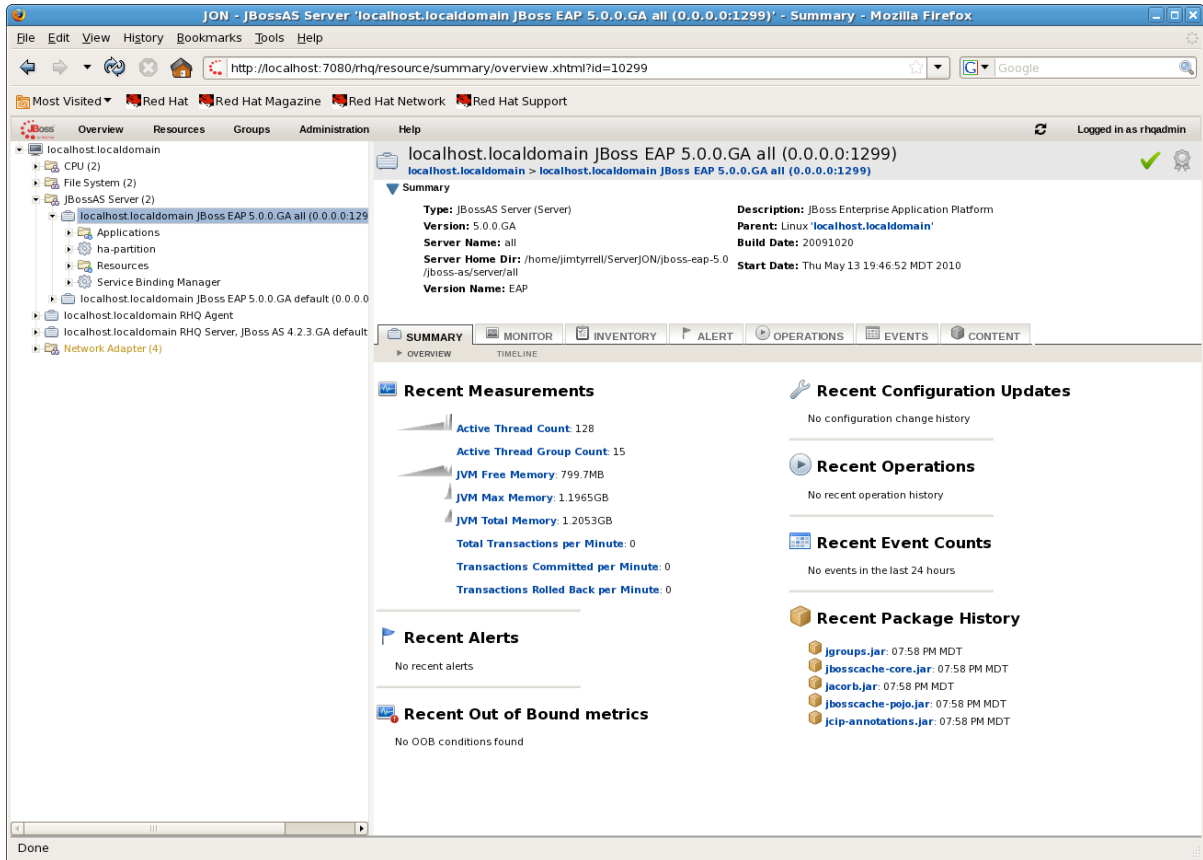 JON - JBossAS Server 'localhost.localdomain JBoss EAP 5.0.0.GA all (0.0.0.0:1299)' - Summary - Mozilla Firefox
File Edit View History Bookmarks Tools Help
http://localhost:7080/rhq/resource/summary/overview.xhtml?id=10299
G Google
Most Visited Red Hat Red Hat Magazine Red Hat Network Red Hat Support
JBoss Overview Resources Groups Administration Help Logged in as rhqadmin
localhost.localdomain
CPU (2)
File System (2)
JBossAS Server (2)
localhost.localdomain JBoss EAP 5.0.0.GA all (0.0.0.0:129
Applications
ha-partition
Resources
Service Binding Manager
localhost.localdomain JBoss EAP 5.0.0.GA default (0.0.0.0
localhost.localdomain RHQ Agent
localhost.localdomain RHQ Server, JBoss AS 4.2.3.GA default
Network Adapter (4)
localhost.localdomain JBoss EAP 5.0.0.GA all (0.0.0.0:1299)
localhost.localdomain > localhost.localdomain JBoss EAP 5.0.0.GA all (0.0.0.0:1299)
Summary
Type: JBossAS Server (Server)
Version: 5.0.0.GA
Server Name: all
Server Home Dir: /home/jimtyrrell/ServerJON/jboss-eap-5.0
/jboss-as/server/all
Version Name: EAP
Description: JBoss Enterprise Application Platform
Parent: Linux 'localhost.localdomain'
Build Date: 20091020
Start Date: Thu May 13 19:46:52 MDT 2010
SUMMARY MONITOR INVENTORY ALERT OPERATIONS EVENTS CONTENT
OVERVIEW TIMELINE
Recent Measurements
Active Thread Count: 128
Active Thread Group Count: 15
JVM Free Memory: 799.7MB
JVM Max Memory: 1.1965GB
JVM Total Memory: 1.2053GB
Total Transactions per Minute: 0
Transactions Committed per Minute: 0
Transactions Rolled Back per Minute: 0
Recent Alerts
No recent alerts
Recent Out of Bound metrics
No OOB conditions found
Recent Configuration Updates
No configuration change history
Recent Operations
No recent operation history
Recent Event Counts
No events in the last 24 hours
Recent Package History
jgroups.jar: 07:58 PM MDT
jbosscache-core.jar: 07:58 PM MDT
jacorb.jar: 07:58 PM MDT
jbosscache-pojo.jar: 07:58 PM MDT
jcip-annotations.jar: 07:58 PM MDT
Done